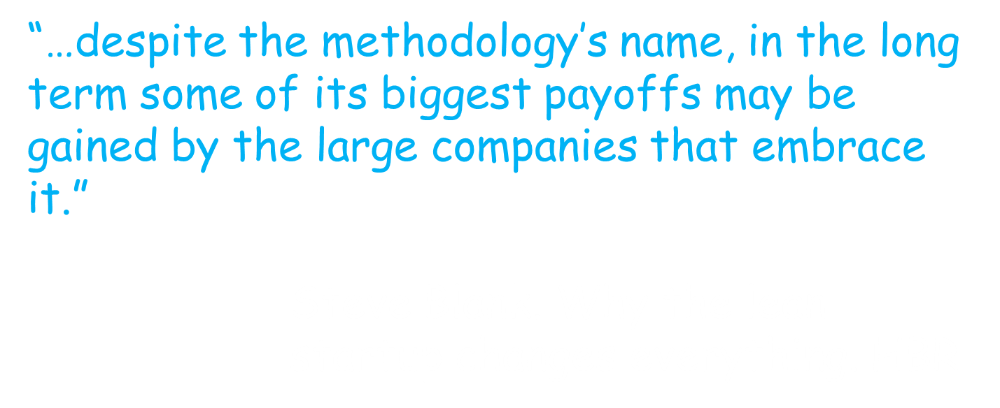 “…despite the methodology’s name, in the long
term some of its biggest payoffs may be
gained by the large companies that embrace
it.”